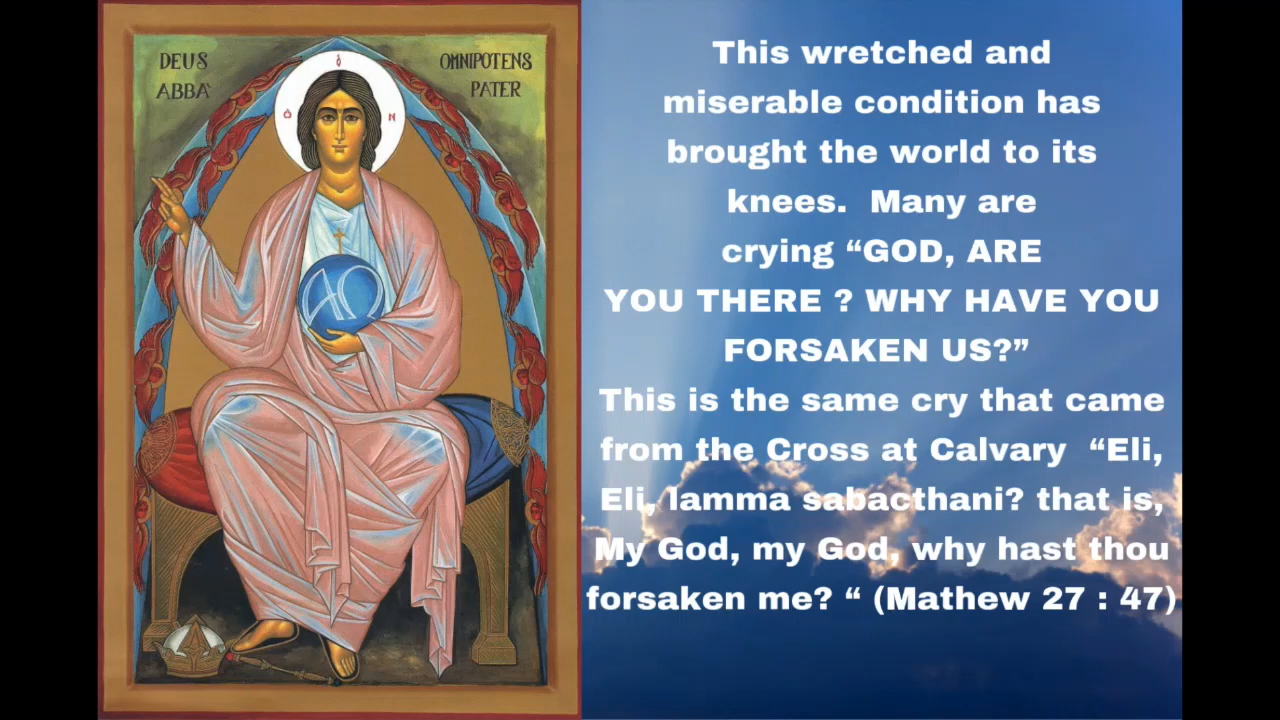 DEUS
ABBA
OMNIPOTENS
PATER
This wretched and
miserable condition has
brought the world to its
knees.  Many are
crying “GOD, ARE
YOU THERE ? WHY HAVE YOU
FORSAKEN US?”
This is the same cry that came
from the Cross at Calvary  “Eli,
Eli, lamma sabacthani? that is,
My God, my God, why hast thou
forsaken me? “ (Mathew 27 : 47)